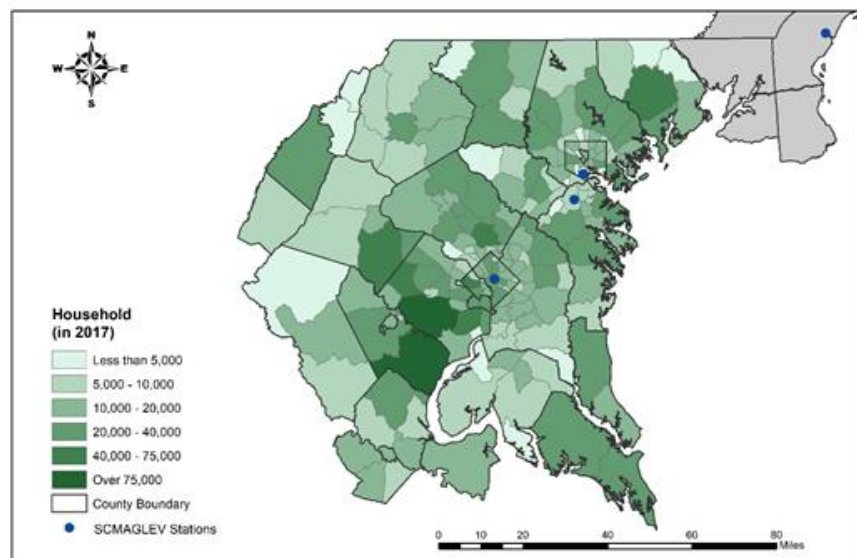 N
W E
S
Household
(in 2017)
Less than 5,000
5,000 - 10,000
10,000 - 20,000
20,000 - 40,000
40,000 - 75,000
Over 75,000
County Boundary
SCMAGLEV Stations
0 10 20 40 60 80
Miles